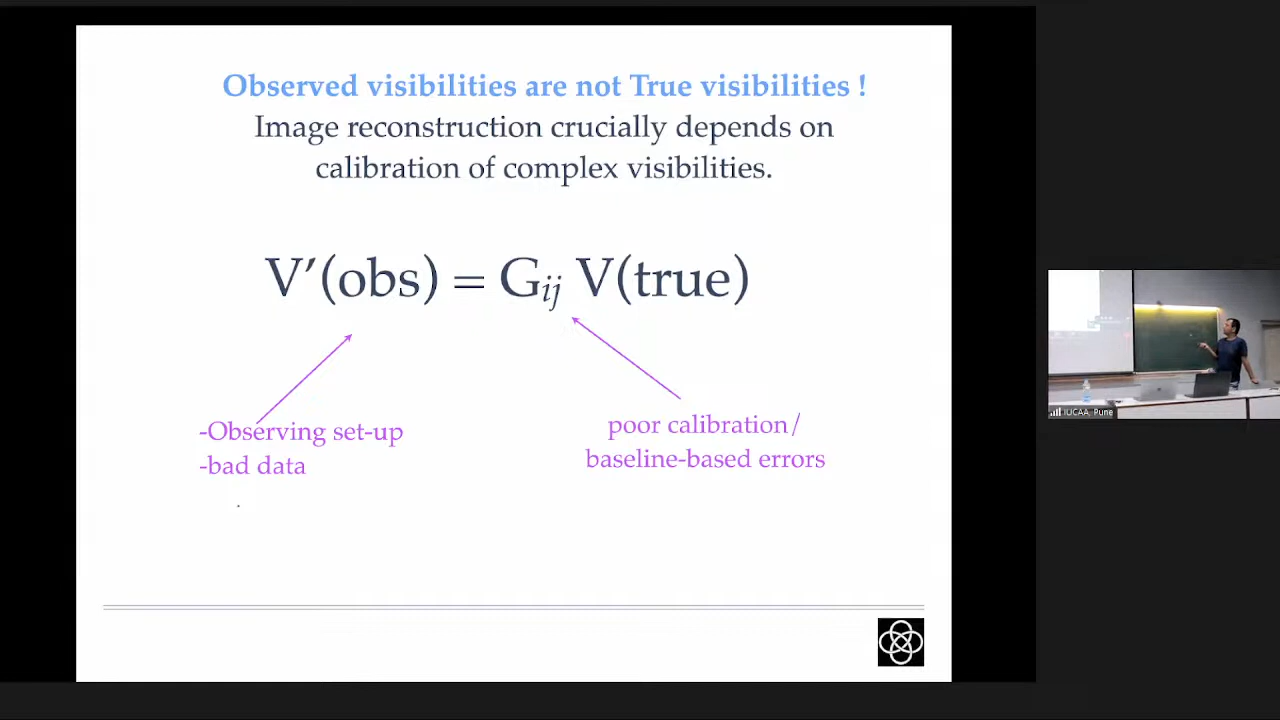 Observed visibilities are not True visibilities !
Image reconstruction crucially depends on
calibration of complex visibilities.
V′(obs) = Gij V(true)
-Observing set-up
-bad data
poor calibration/
baseline-based errors
IUCAA, Pune